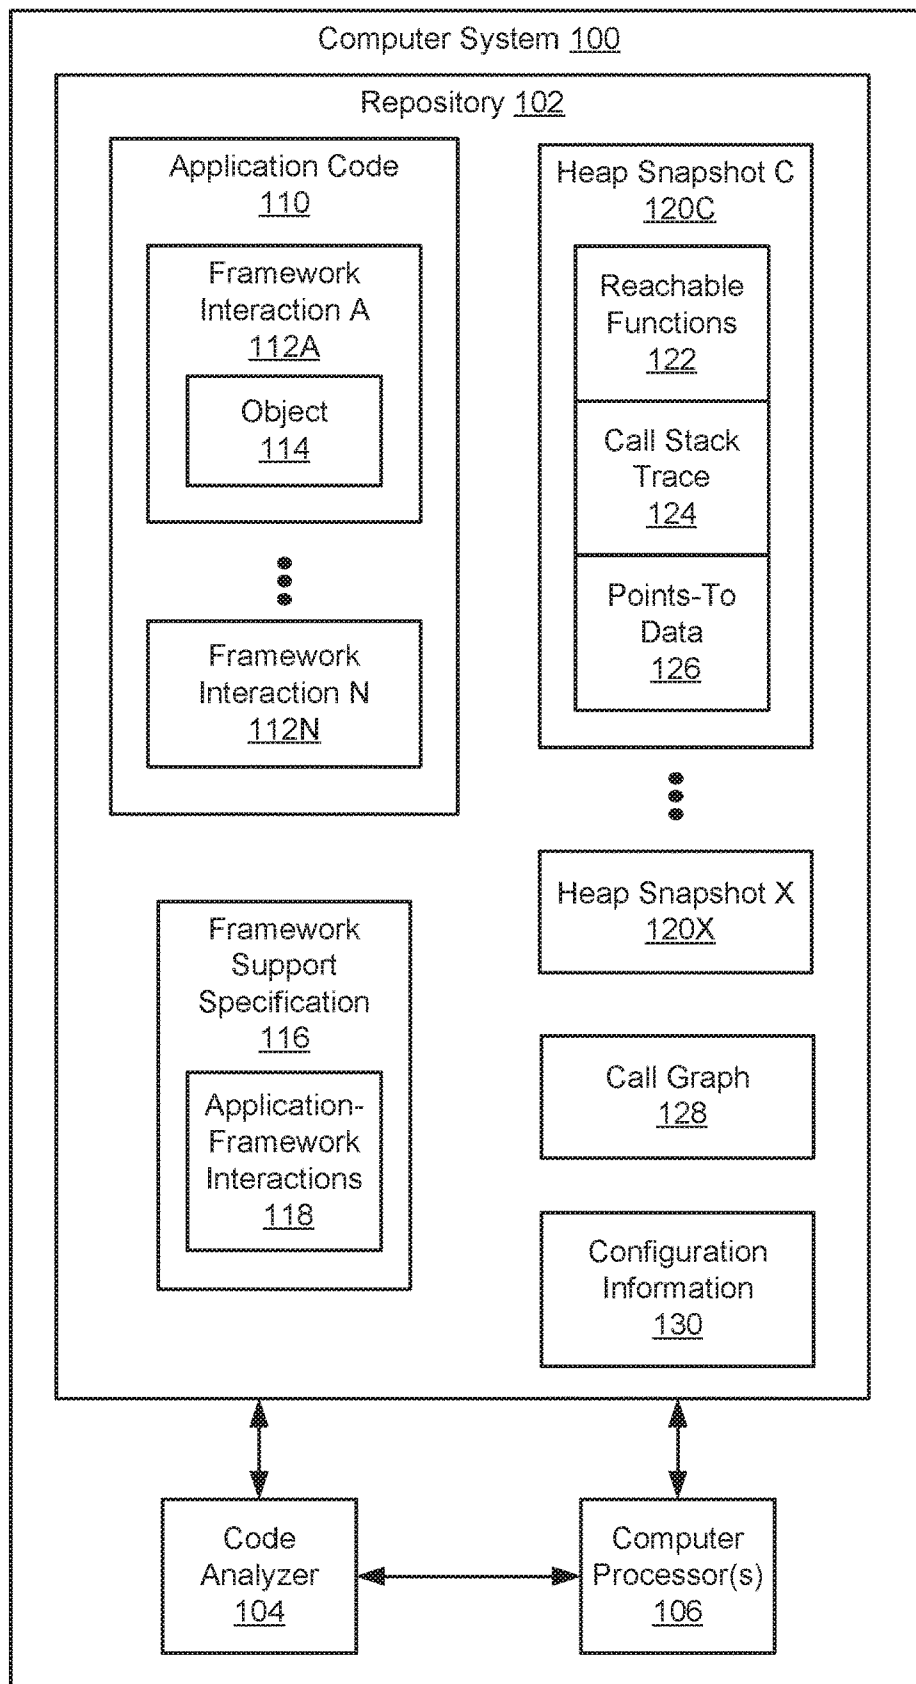 Computer System 100
Repository 102
Application Code
110
Framework
Interaction A
112A
Object
114
Framework
Interaction N
112N
Framework
Support
Specification
116
Application-
Framework
Interactions
118
Heap Snapshot C
120C
Reachable
Functions
122
Call Stack
Trace
124
Points-To
Data
126
Heap Snapshot X
120X
Call Graph
128
Configuration
Information
130
Code
Analyzer
104
Computer
Processor(s)
106